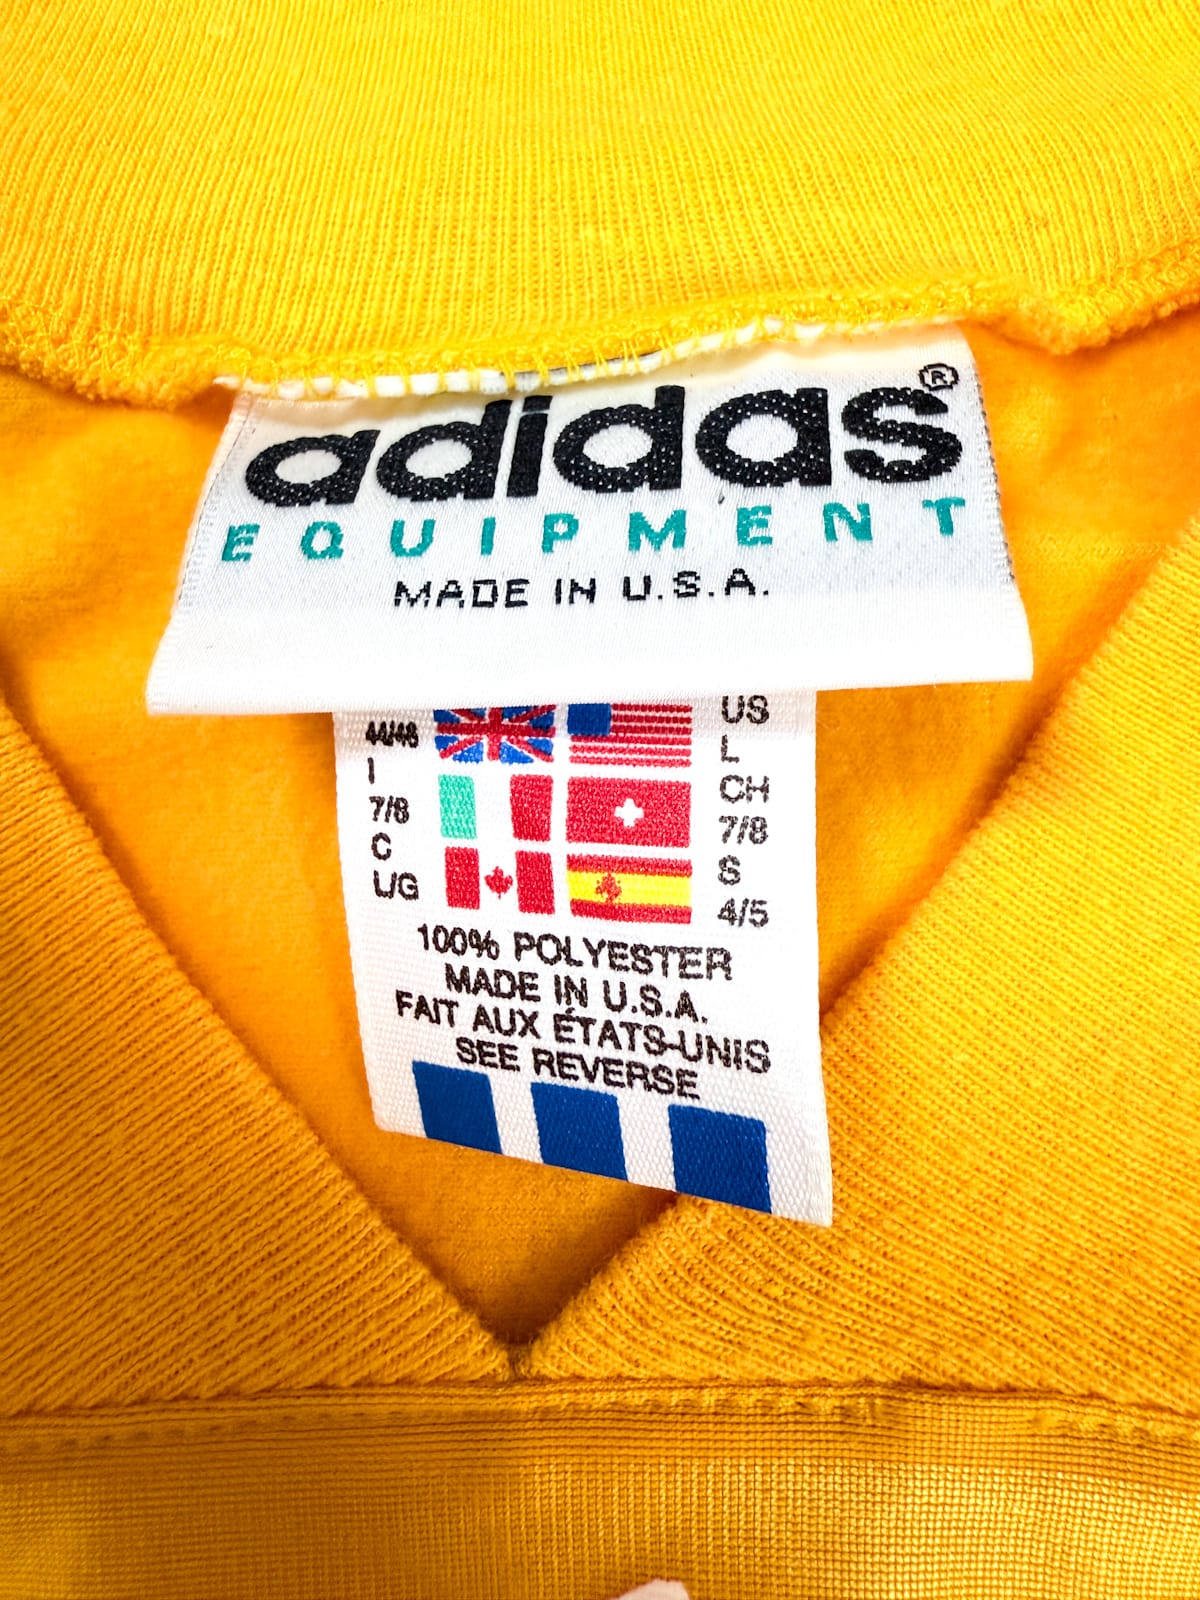 adidas®
EQUIPMENT
MADE IN U.S.A.
44/48
I
7/8
C
L/G
US
L
CH
7/8
S
4/5
100% POLYESTER
MADE IN U.S.A.
FAIT AUX ÉTATS-UNIS
SEE REVERSE